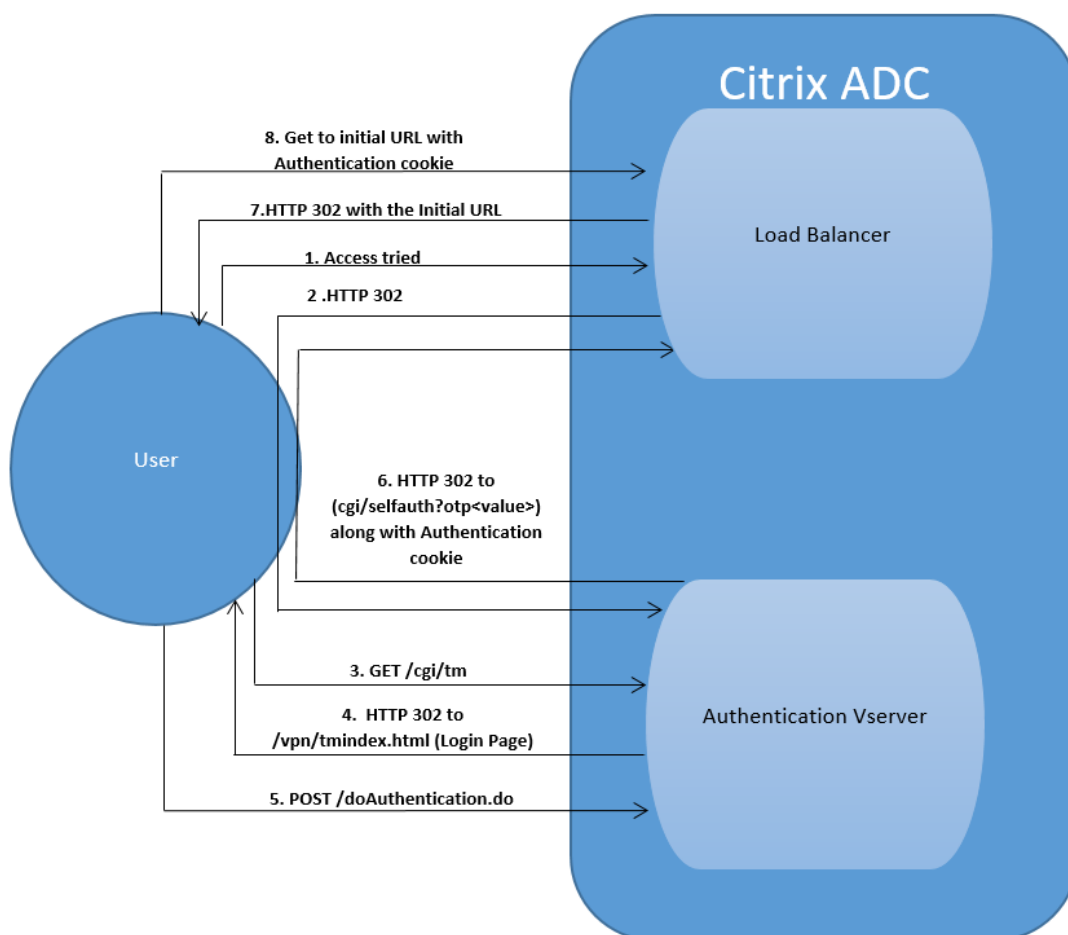 Citrix ADC
8. Get to initial URL with
Authentication cookie
7.HTTP 302 with the Initial URL
Load Balancer
1. Access tried
2 .HTTP 302
User
6. HTTP 302 to
(cgi/selfauth?otp<value>)
along with Authentication
cookie
3. GET /cgi/tm
4. HTTP 302 to
/vpn/tmindex.html (Login Page)
Authentication Vserver
5. POST /doAuthentication.do